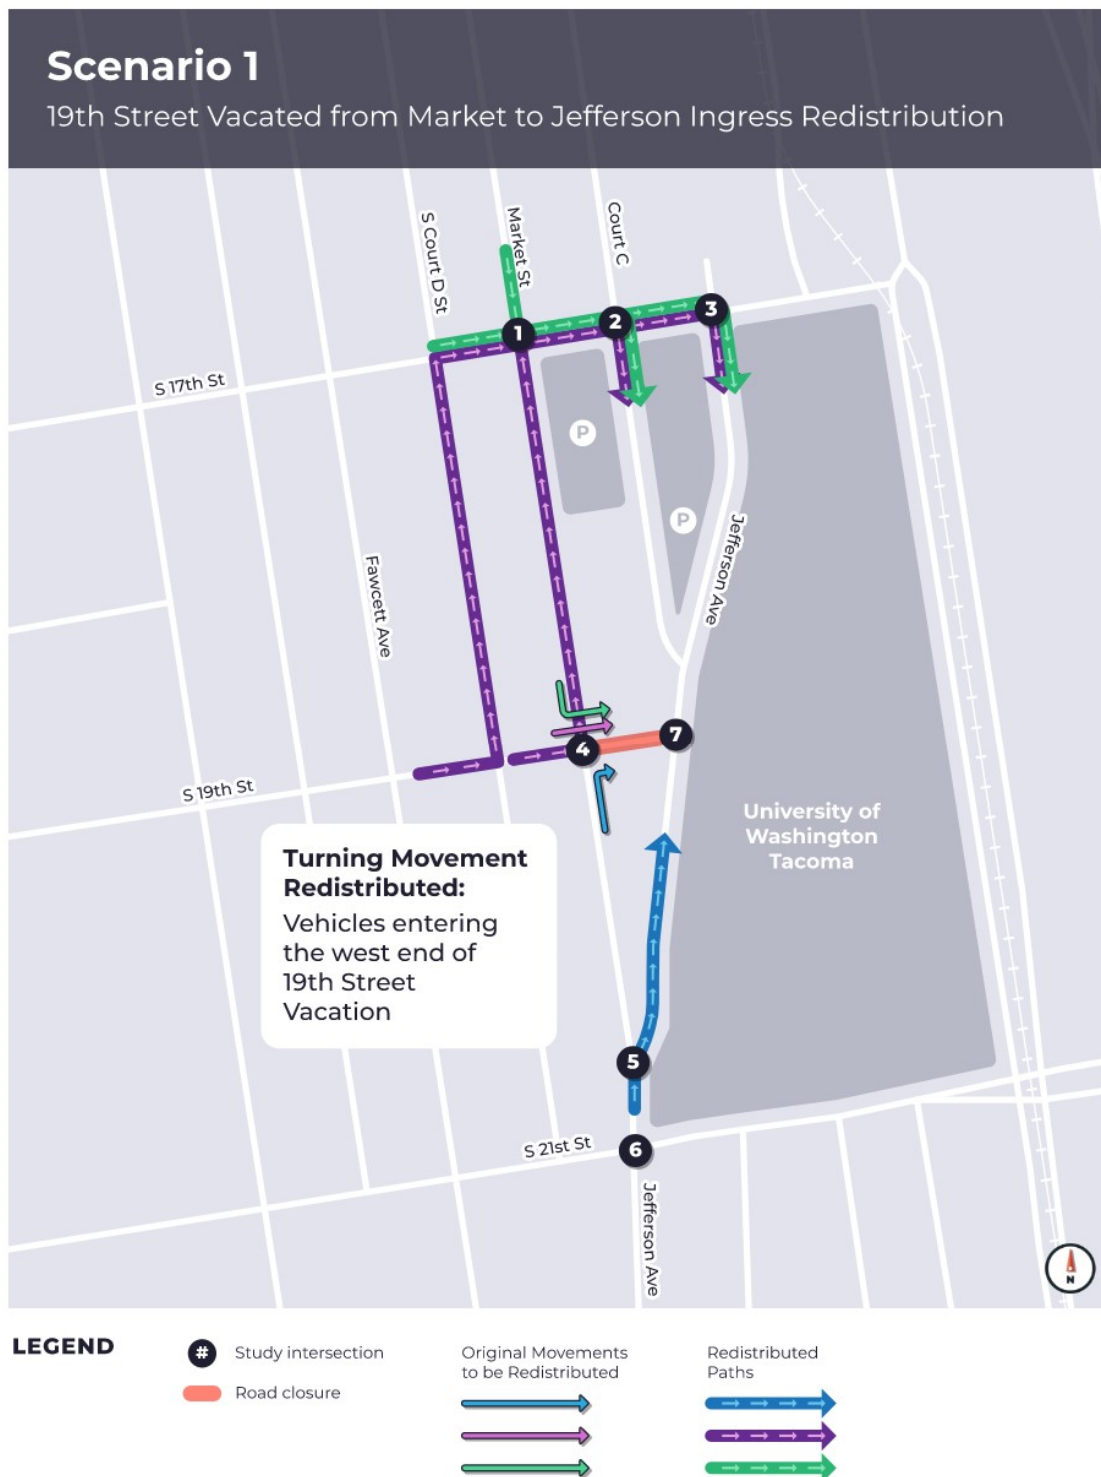 Scenario 1
19th Street Vacated from Market to Jefferson Ingress Redistribution
S Court D St
Market St
Court C
1
2
3
S 17th St
P
P
Jefferson Ave
Fawcett Ave
4
7
S 19th St
University of
Washington
Tacoma
Turning Movement
Redistributed:
Vehicles entering
the west end of
19th Street
Vacation
5
S 21st St
6
Jefferson Ave
N
LEGEND
# Study intersection
Road closure
Original Movements
to be Redistributed
Redistributed
Paths